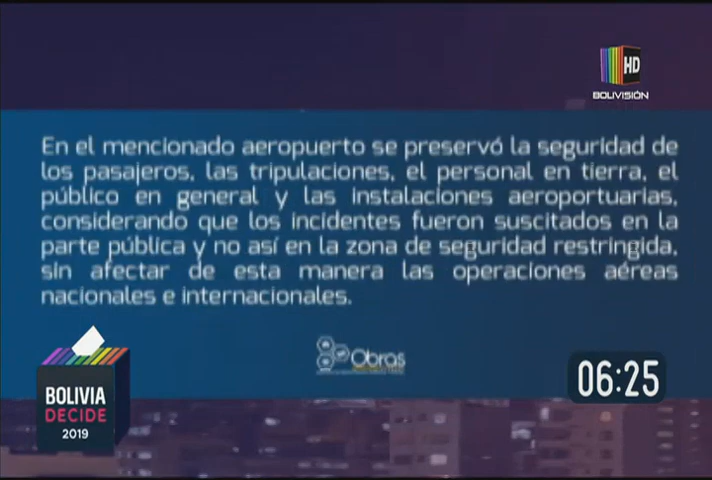 HD
BOLIVISIÓN
En el mencionado aeropuerto se preservó la seguridad de
los pasajeros, las tripulaciones, el personal en tierra, el
público en general y las instalaciones aeroportuarias,
considerando que los incidentes fueron suscitados en la
parte pública y no así en la zona de seguridad restringida,
sin afectar de esta manera las operaciones aéreas
nacionales e internacionales.
Obras
BOLIVIA
DECIDE
2019
06:25